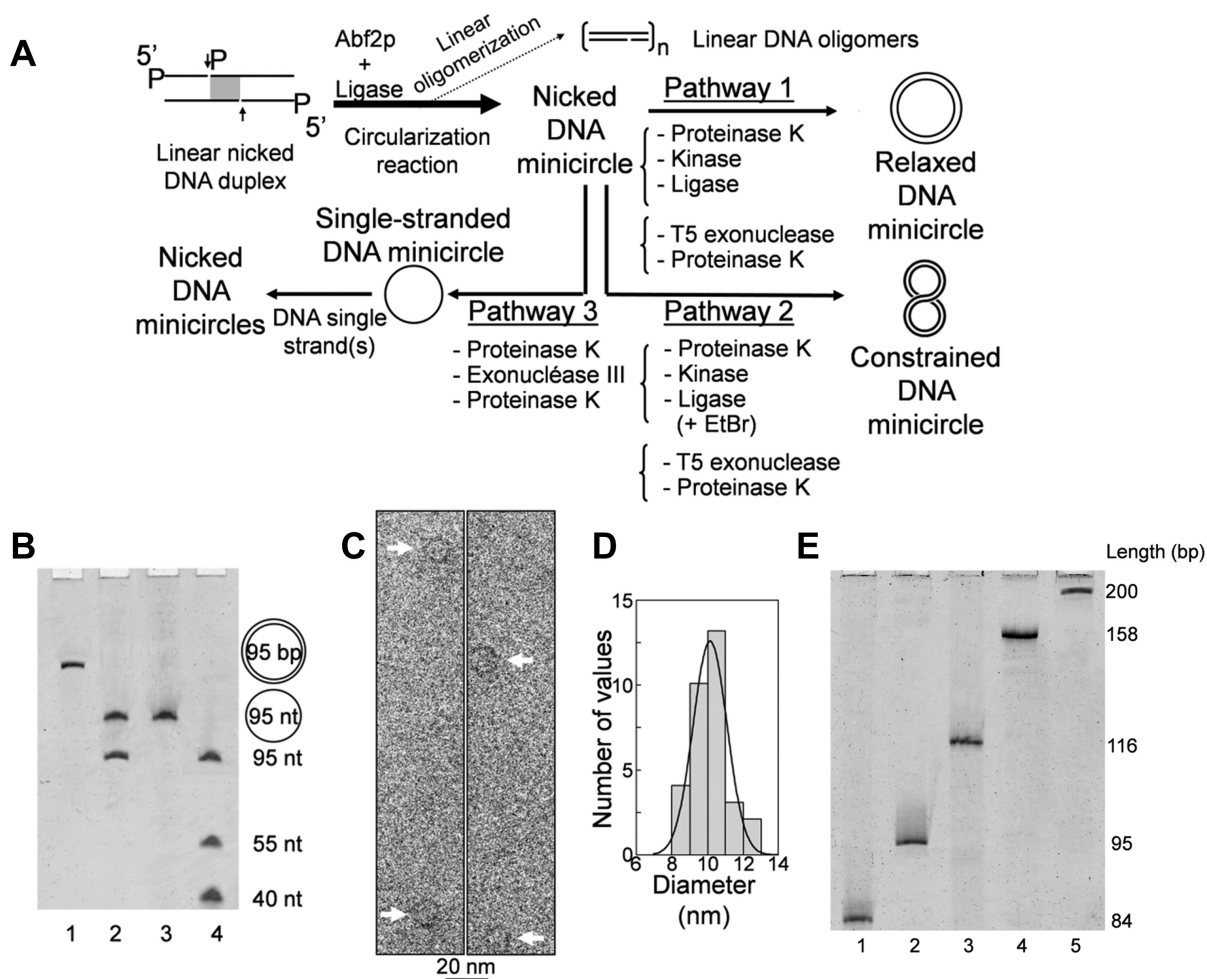 A
5'
P
P
P
5'
Linear nicked
DNA duplex
Abf2p
+
Ligase
Linear
oligomerization
Circularization
reaction
n
Linear DNA oligomers
Nicked
DNA
minicircle
Pathway 1
- Proteinase K
- Kinase
- Ligase
- T5 exonuclease
- Proteinase K
Relaxed
DNA
minicircle
Single-stranded
DNA minicircle
Nicked
DNA
minicircles
DNA single
strand(s)
Pathway 3
- Proteinase K
- Exonucléase III
- Proteinase K
Pathway 2
- Proteinase K
- Kinase
- Ligase
(+ EtBr)
- T5 exonuclease
- Proteinase K
Constrained
DNA
minicircle
B
95 bp
95 nt
95 nt
55 nt
40 nt
1 2 3 4
C
20 nm
D
15
10
5
0
Number of values
6 8 10 12 14
Diameter
(nm)
E
Length (bp)
200
158
116
95
84
1 2 3 4 5